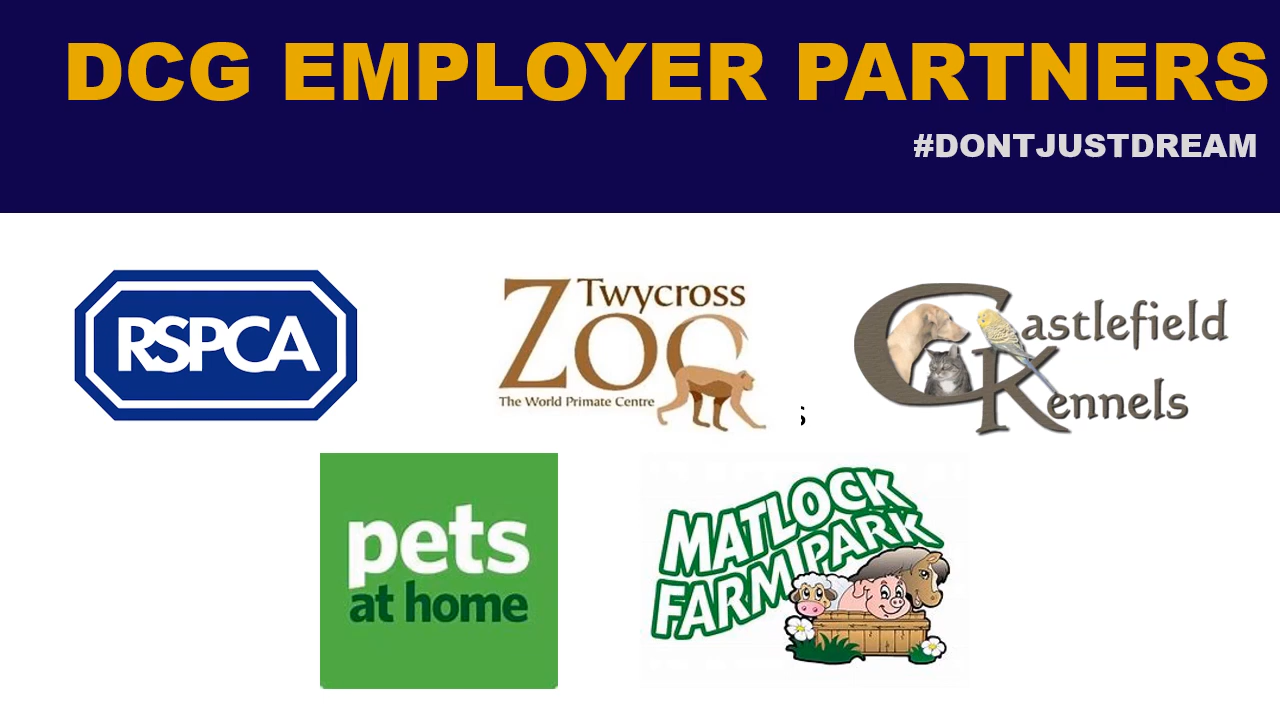 DCG EMPLOYER PARTNERS
#DONTJUSTDREAM
RSPCA
Twycross
Zoo
The World Primate Centre
Castlefield
Kennels
s
pets
at home
MATLOCK
FARM PARK